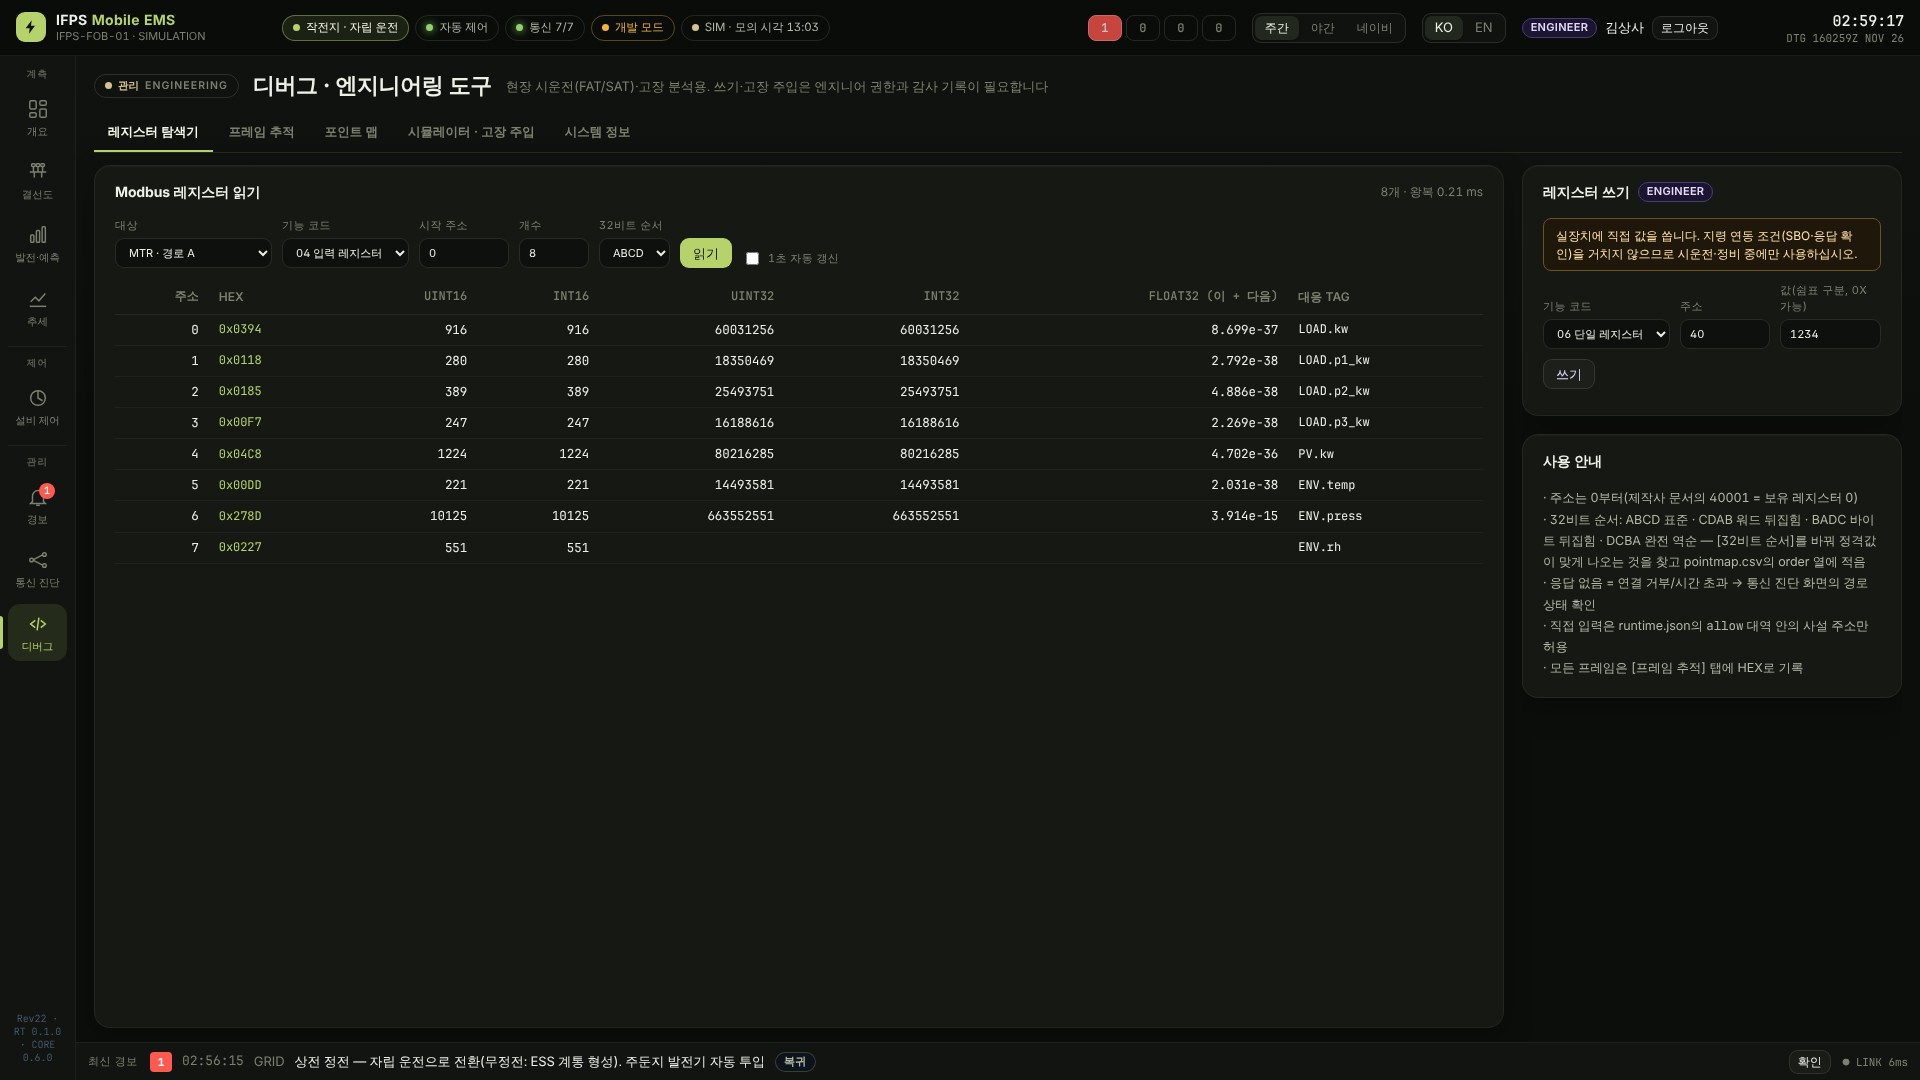 IFPS Mobile EMS
IFPS-FOB-01 · SIMULATION
작전지 · 자립 운전
자동 제어
통신 7/7
개발 모드
SIM · 모의 시각 13:03
1 0 0 0
주간 야간 네이비
KO EN
ENGINEER 김상사 로그아웃
02:59:17
DTG 160259Z NOV 26
계측
개요
결선도
발전·예측
추세
제어
설비 제어
관리
1
경보
통신 진단
디버그
Rev22 ·
RT 0.1.0
· CORE
0.6.0
관리 ENGINEERING
디버그 · 엔지니어링 도구
현장 시운전(FAT/SAT)·고장 분석용. 쓰기·고장 주입은 엔지니어 권한과 감사 기록이 필요합니다
레지스터 탐색기 프레임 추적 포인트 맵 시뮬레이터 · 고장 주입 시스템 정보
Modbus 레지스터 읽기
8개 · 왕복 0.21 ms
대상 기능 코드 시작 주소 개수 32비트 순서
MTR · 경로 A 04 입력 레지스터 0 8 ABCD 읽기 1초 자동 갱신
주소 HEX UINT16 INT16 UINT32 INT32 FLOAT32 (이 + 다음) 대응 TAG
0 0x0394 916 916 60031256 60031256 8.699e-37 LOAD.kw
1 0x0118 280 280 18350469 18350469 2.792e-38 LOAD.p1_kw
2 0x0185 389 389 25493751 25493751 4.886e-38 LOAD.p2_kw
3 0x00F7 247 247 16188616 16188616 2.269e-38 LOAD.p3_kw
4 0x04C8 1224 1224 80216285 80216285 4.702e-36 PV.kw
5 0x00DD 221 221 14493581 14493581 2.031e-38 ENV.temp
6 0x278D 10125 10125 663552551 663552551 3.914e-15 ENV.press
7 0x0227 551 551 ENV.rh
레지스터 쓰기 ENGINEER
실장치에 직접 값을 씁니다. 지령 연동 조건(SBO·응답 확
인)을 거치지 않으므로 시운전·정비 중에만 사용하십시오.
기능 코드 주소 값(쉼표 구분, 0X
가능)
06 단일 레지스터 40 1234
쓰기
사용 안내
· 주소는 0부터(제작사 문서의 40001 = 보유 레지스터 0)
· 32비트 순서: ABCD 표준 · CDAB 워드 뒤집힘 · BADC 바이
트 뒤집힘 · DCBA 완전 역순 — [32비트 순서]를 바꿔 정격값
이 맞게 나오는 것을 찾고 pointmap.csv의 order 열에 적음
· 응답 없음 = 연결 거부/시간 초과 → 통신 진단 화면의 경로
상태 확인
· 직접 입력은 runtime.json의 allow 대역 안의 사설 주소만
허용
· 모든 프레임은 [프레임 추적] 탭에 HEX로 기록
최신 경보 1 02:56:15 GRID 상전 정전 — 자립 운전으로 전환(무정전: ESS 계통 형성). 주둔지 발전기 자동 투입 복귀
확인 LINK 6ms